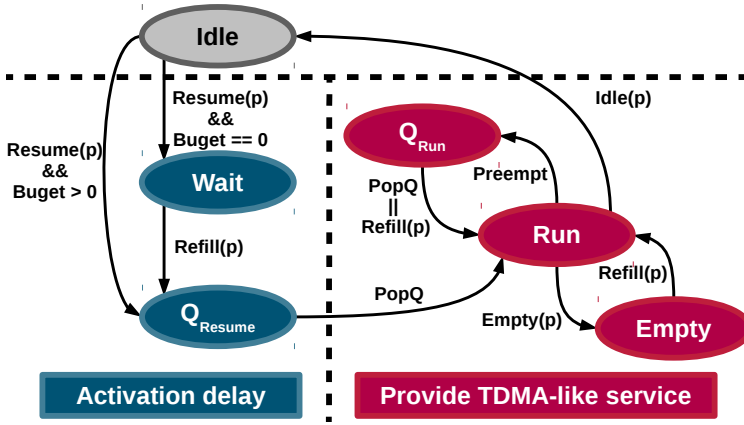 Idle
Resume(p)
&&
Buget == 0
Resume(p)
&&
Buget > 0
Wait
Refill(p)
Q Resume
PopQ
Idle(p)
Q Run
Preempt
PopQ
||
Refill(p)
Run
Refill(p)
Empty(p)
Empty
Activation delay
Provide TDMA-like service